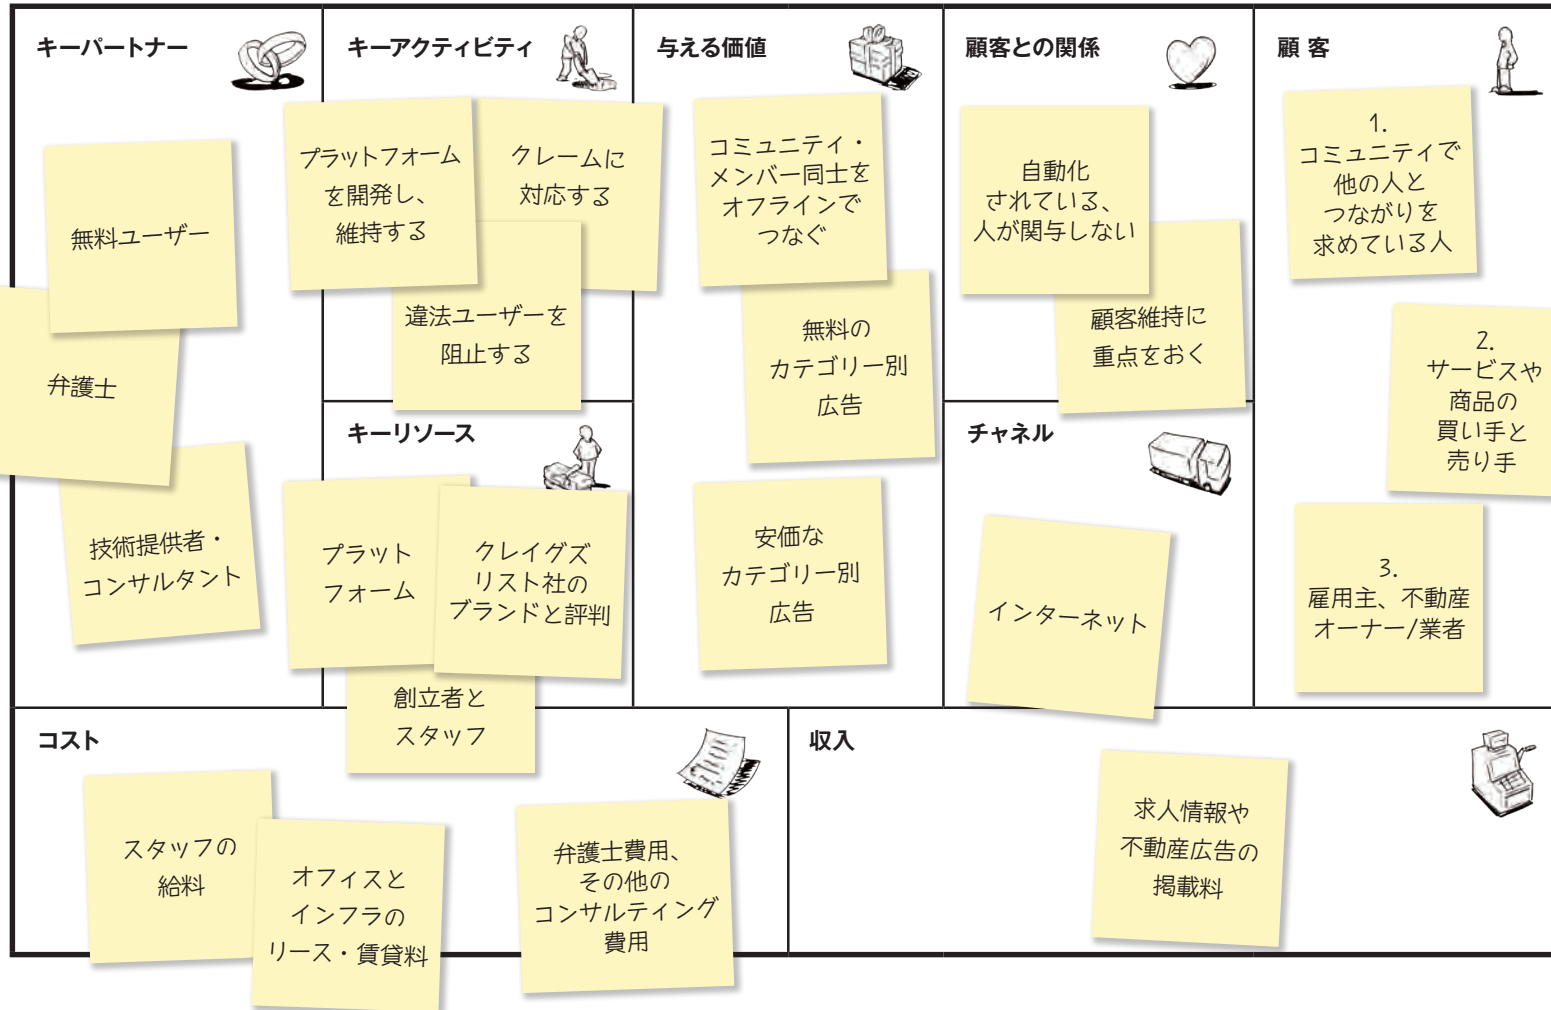 キーパートナー
無料ユーザー
弁護士
技術提供者・
コンサルタント
キーアクティビティ
プラットフォーム
を開発し、
維持する
クレームに
対応する
違法ユーザーを
阻止する
キーリソース
プラット
フォーム
クレイグズ
リスト社の
ブランドと評判
創立者と
スタッフ
与える価値
コミュニティ・
メンバー同士を
オフラインで
つなぐ
無料の
カテゴリー別
広告
安価な
カテゴリー別
広告
顧客との関係
自動化
されている、
人が関与しない
顧客維持に
重点をおく
チャネル
インターネット
顧 客
1.
コミュニティで
他の人と
つながりを
求めている人
2.
サービスや
商品の
買い手と
売り手
3.
雇用主、不動産
オーナー/業者
コスト
スタッフの
給料
オフィスと
インフラの
リース・賃貸料
弁護士費用、
その他の
コンサルティング
費用
収入
求人情報や
不動産広告の
掲載料